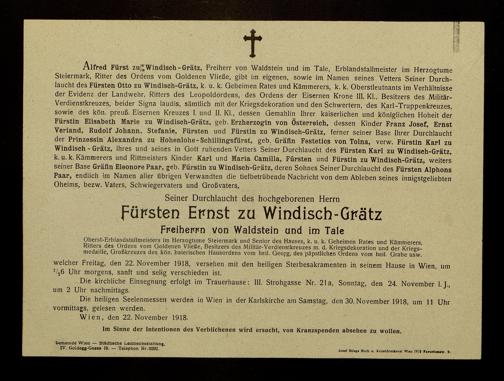 Alfred Fürst zu Windisch-Grätz, Freiherr von Waldstein und im Tale, Erblandstallmeister im Herzogtume
Steiermark, Ritter des Ordens vom Goldenen Vließe, gibt im eigenen, sowie im Namen seines Vetters Seiner Durch-
laucht des Fürsten Otto zu Windisch-Grätz, k. u. k. Geheimen Rates und Kämmerers, k. k. Oberstleutnants im Verhältnisse
der Evidenz der Landwehr, Ritters des Leopoldordens, des Ordens der Eisernen Krone III. Kl., Besitzers des Militär-
Verdienstkreuzes, beider Signa laudis, sämtlich mit der Kriegsdekoration und den Schwertern, des Karl-Truppenkreuzes,
sowie des kön. preuß. Eisernen Kreuzes I. und II. Kl., dessen Gemahlin Ihrer kaiserlichen und königlichen Hoheit der
Fürstin Elisabeth Marie zu Windisch-Grätz, geb. Erzherzogin von Österreich, dessen Kinder Franz Josef, Ernst
Veriand, Rudolf Johann, Stefanie, Fürsten und Fürstin zu Windisch-Grätz, ferner seiner Base Ihrer Durchlaucht
der Prinzessin Alexandra zu Hohenlohe-Schillingsfürst, geb. Gräfin Festetics von Tolna, verw. Fürstin Karl zu
Windisch-Grätz, ihres und seines in Gott ruhenden Vetters Seiner Durchlaucht des Fürsten Karl zu Windisch-Grätz,
k. u. k. Kämmerers und Rittmeisters Kinder Karl und Maria Camilla, Fürsten und Fürstin zu Windisch-Grätz, weiters
seiner Base Gräfin Eleonore Paar, geb. Fürstin zu Windisch-Grätz, deren Sohnes Seiner Durchlaucht des Fürsten Alphons
Paar, endlich im Namen aller übrigen Verwandten die tiefbetrübende Nachricht von dem Ableben seines innigstgeliebten
Oheims, bezw. Vaters, Schwiegervaters und Großvaters,
Seiner Durchlaucht des hochgeborenen Herrn
Fürsten Ernst zu Windisch-Grätz
Freiherrn von Waldstein und im Tale
Oberst-Erblandstallmeisters im Herzogtume Steiermark und Senior des Hauses, k. u. k. Geheimen Rates und Kämmerers,
Ritters des Ordens vom Goldenen Vließe, Besitzers des Militär-Verdienstkreuzes m. d. Kriegsdekoration und der Kriegs-
medaille, Großkreuzes des kön. baierischen Hausordens vom heil. Georg, des päpstlichen Ordens vom heil. Grabe usw.
welcher Freitag, den 22. November 1918, versehen mit den heiligen Sterbesakramenten in seinem Hause in Wien, um
6 Uhr morgens, sanft und selig verschieden ist.
Die kirchliche Einsegnung erfolgt im Trauerhause: III. Strohgasse Nr. 21a, Sonntag, den 24. November l. J.,
um 2 Uhr nachmittags.
Die heiligen Seelenmessen werden in Wien in der Karlskirche am Samstag, den 30. November 1918, um 11 Uhr
vormittags, gelesen werden.
Wien, den 22. November 1918.
Im Sinne der Intentionen des Verblichenen wird ersucht, von Kranzspenden absehen zu wollen.
Gemeinde Wien — Städtische Leichenbestattung,
IV. Goldegg-Gasse